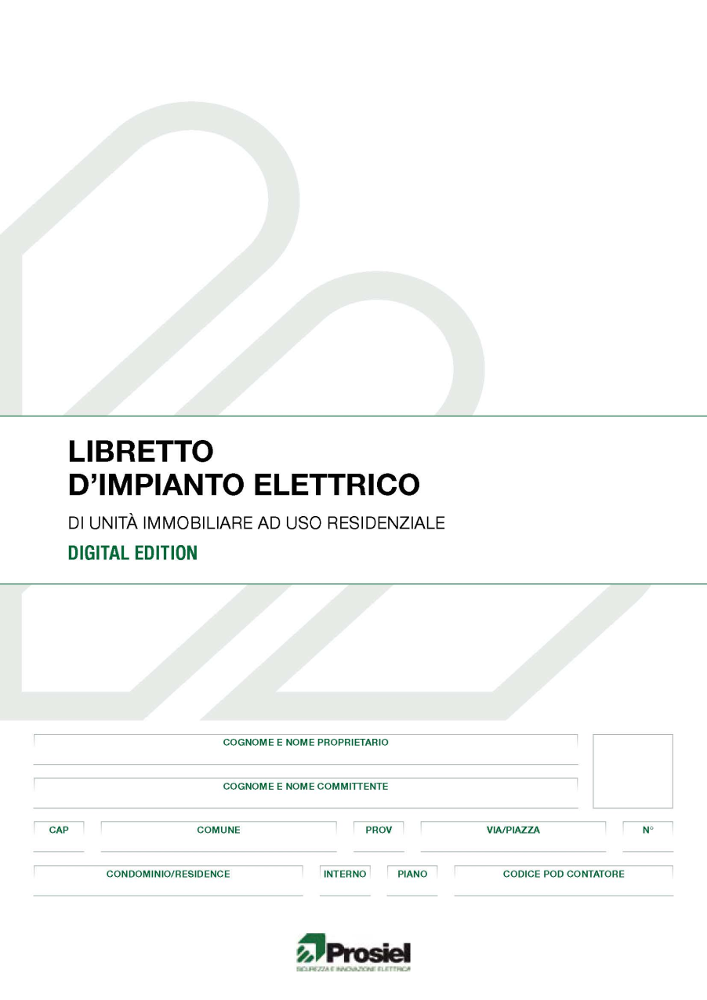 LIBRETTO
D'IMPIANTO ELETTRICO
DI UNITÀ IMMOBILIARE AD USO RESIDENZIALE
DIGITAL EDITION
COGNOME E NOME PROPRIETARIO
COGNOME E NOME COMMITTENTE
CAP COMUNE PROV VIA/PIAZZA N°
CONDOMINIO/RESIDENCE INTERNO PIANO CODICE POD CONTATORE
Prosiel
SICUREZZA E INNOVAZIONE ELETTRICA